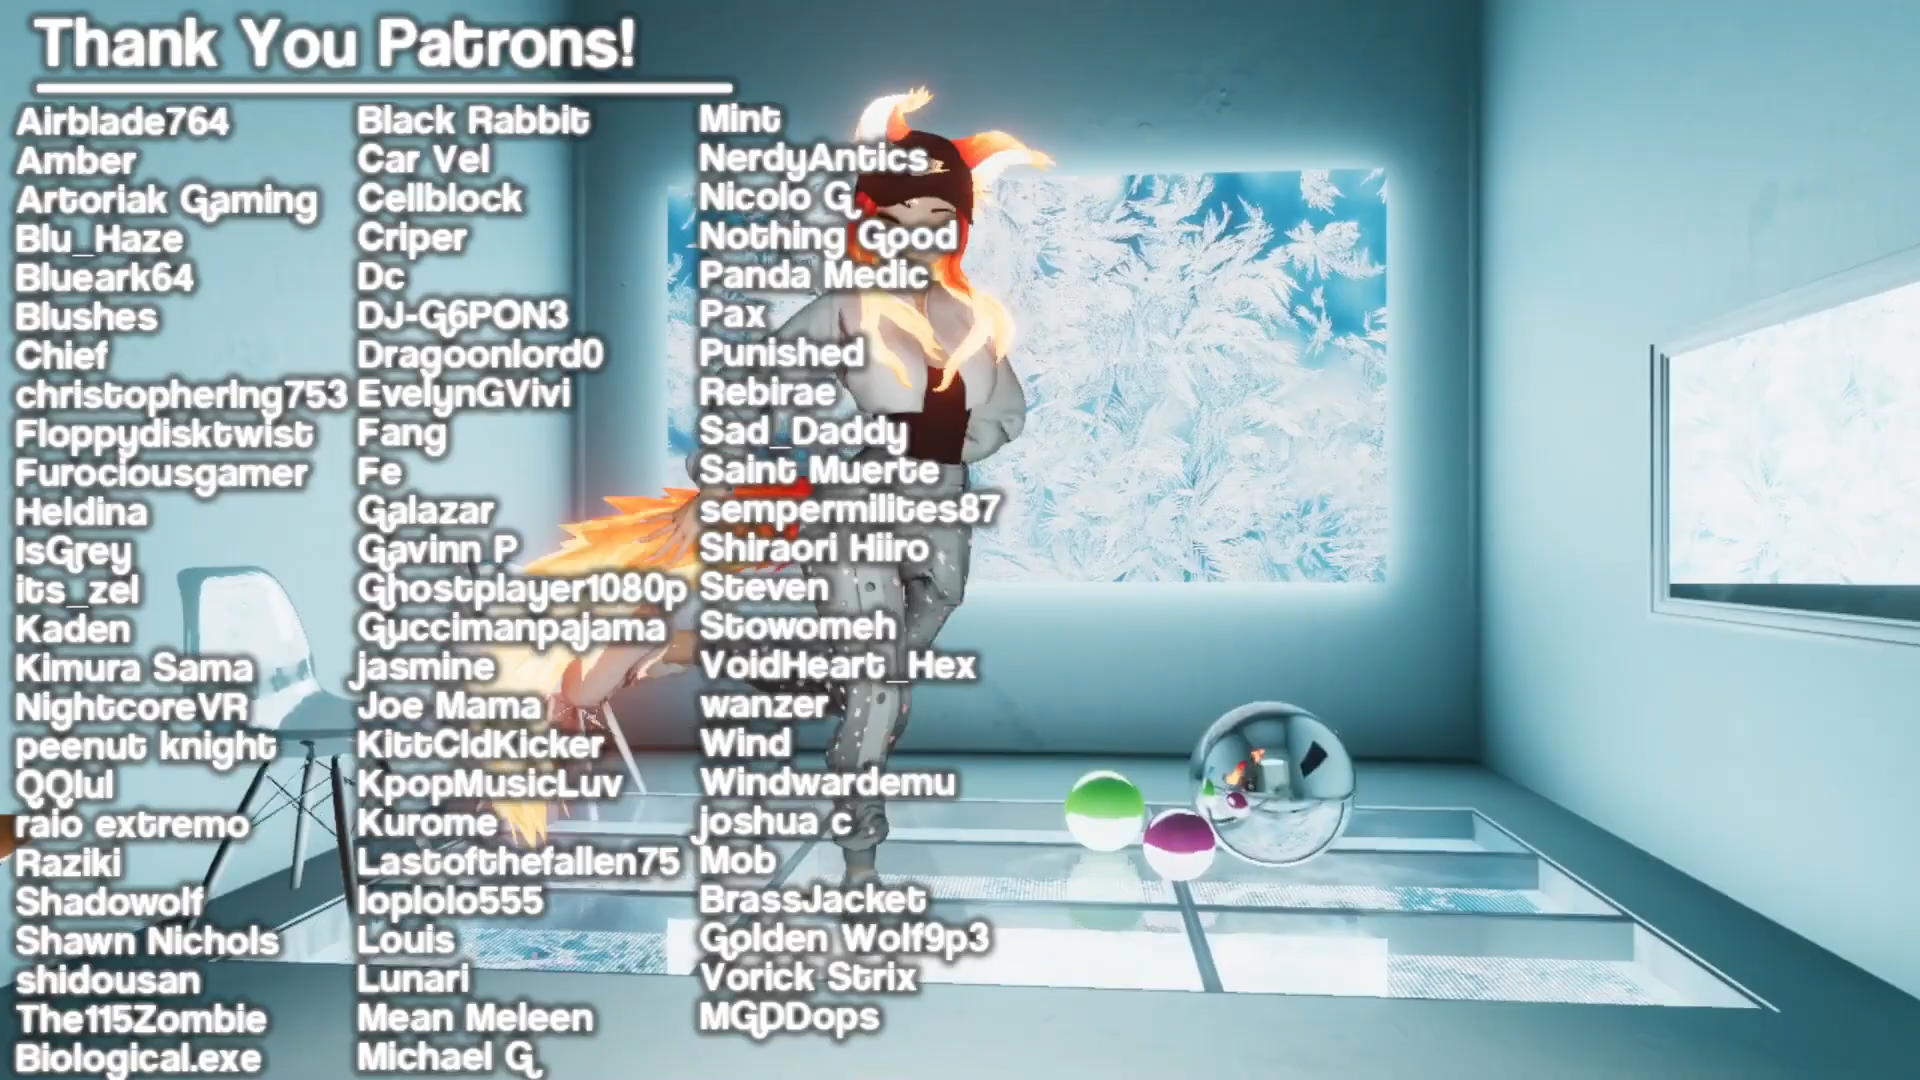 Thank You Patrons!
Airblade764
Amber
Artoriak Gaming
Blu_Haze
Blueark64
Blushes
Chief
christopherlng753
Floppydisktwist
Furociousgamer
Heldina
IsGrey
its_zel
Kaden
Kimura Sama
NightcoreVR
peenut knight
QQlul
raio extremo
Raziki
Shadowolf
Shawn Nichols
shidousan
The115Zombie
Biological.exe
Black Rabbit
Car Vel
Cellblock
Criper
Dc
DJ-G6PON3
Dragoonlord0
EvelynGVivi
Fang
Fe
Galazar
Gavinn P
Ghostplayer1080p
Guccimanpajama
jasmine
Joe Mama
KittCldKicker
KpopMusicLuv
Kurome
Lastofthefallen75
loplolo555
Louis
Lunari
Mean Meleen
Michael G
Mint
NerdyAntics
Nicolo G
Nothing Good
Panda Medic
Pax
Punished
Rebirae
Sad_Daddy
Saint Muerte
sempermilites87
Shiraori Hiiro
Steven
Stowomeh
VoidHeart_Hex
wanzer
Wind
Windwardemu
joshua c
Mob
BrassJacket
Golden Wolf9p3
Vorick Strix
MGDDops